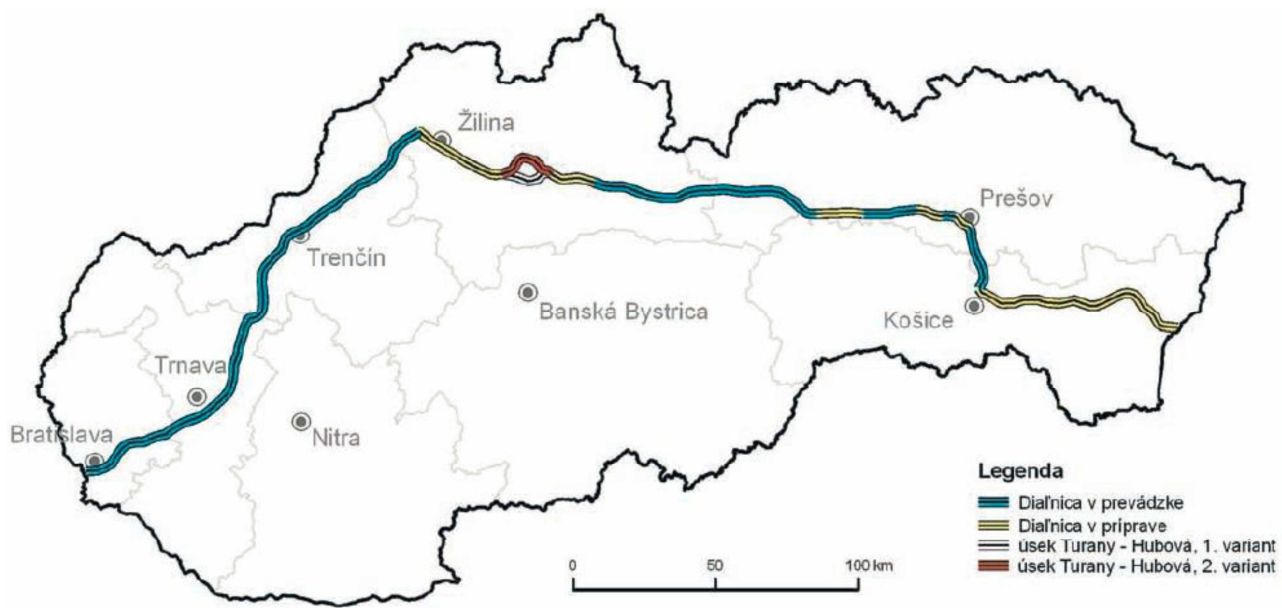 Žilina
Prešov
Trenčín
Banská Bystrica
Košice
Trnava
Bratislava
Nitra
Legenda
Diaľnica v prevádzke
Diaľnica v príprave
úsek Turany - Hubová, 1. variant
úsek Turany - Hubová, 2. variant
0 50 100 km